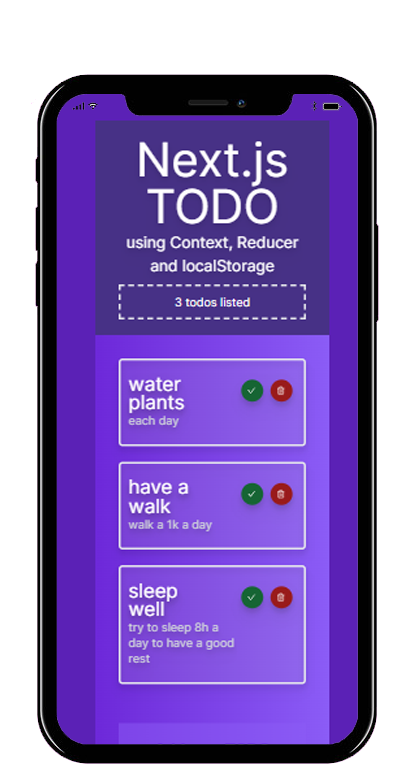 Next.js
TODO
using Context, Reducer
and localStorage
3 todos listed
water
plants
each day
have a
walk
walk a 1k a day
sleep
well
try to sleep 8h a
day to have a good
rest